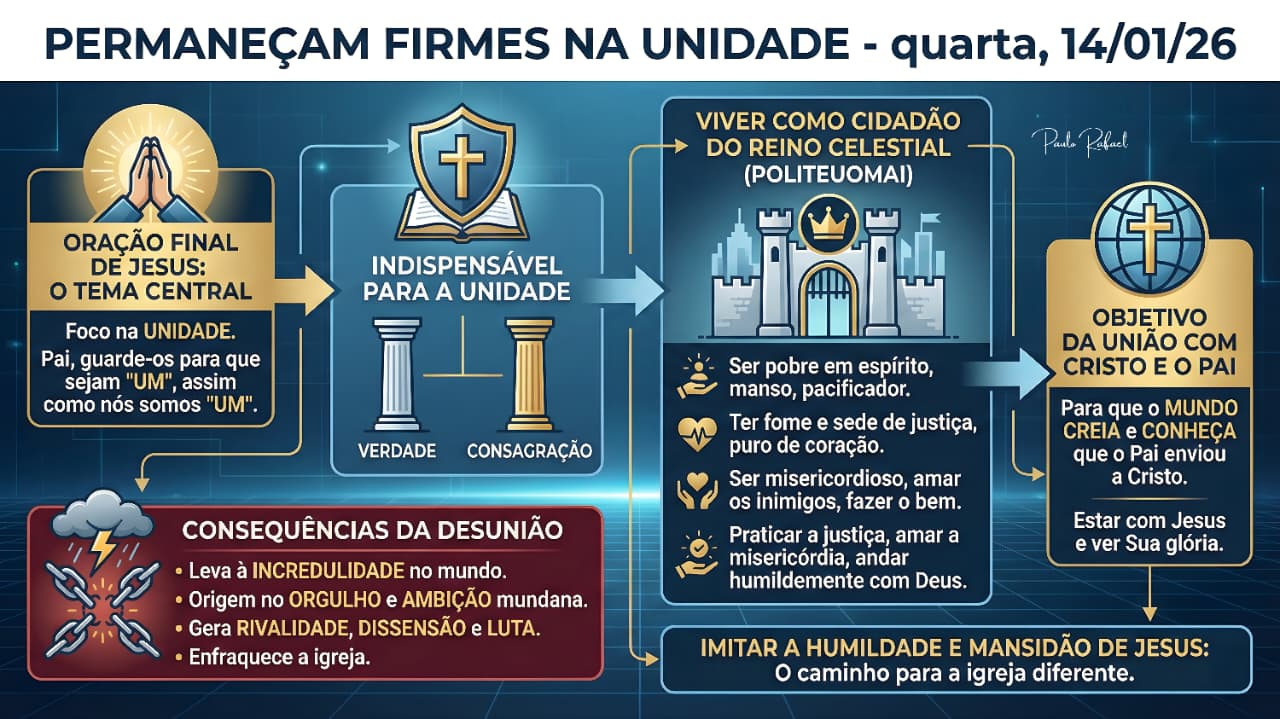 PERMANEÇAM FIRMES NA UNIDADE - quarta, 14/01/26
ORAÇÃO FINAL
DE JESUS:
O TEMA CENTRAL
Foco na UNIDADE.
Pai, guarde-os para que
sejam "UM", assim
como nós somos "UM".
INDISPENSÁVEL
PARA A UNIDADE
VERDADE
CONSAGRAÇÃO
CONSEQUÊNCIAS DA DESUNIÃO
• Leva à INCREDULIDADE no mundo.
• Origem no ORGULHO e AMBIÇÃO mundana.
• Gera RIVALIDADE, DISSENSÃO e LUTA.
• Enfraquece a igreja.
VIVER COMO CIDADÃO
DO REINO CELESTIAL
(POLITEUOMAI)
Ser pobre em espírito,
manso, pacificador.
Ter fome e sede de justiça,
puro de coração.
Ser misericordioso, amar
os inimigos, fazer o bem.
Praticar a justiça, amar a
misericórdia, andar
humildemente com Deus.
Paulo Rafael
OBJETIVO
DA UNIÃO COM
CRISTO E O PAI
Para que o MUNDO
CREIA e CONHEÇA
que o Pai enviou
a Cristo.
Estar com Jesus
e ver Sua glória.
IMITAR A HUMILDADE E MANSIDÃO DE JESUS:
O caminho para a igreja diferente.